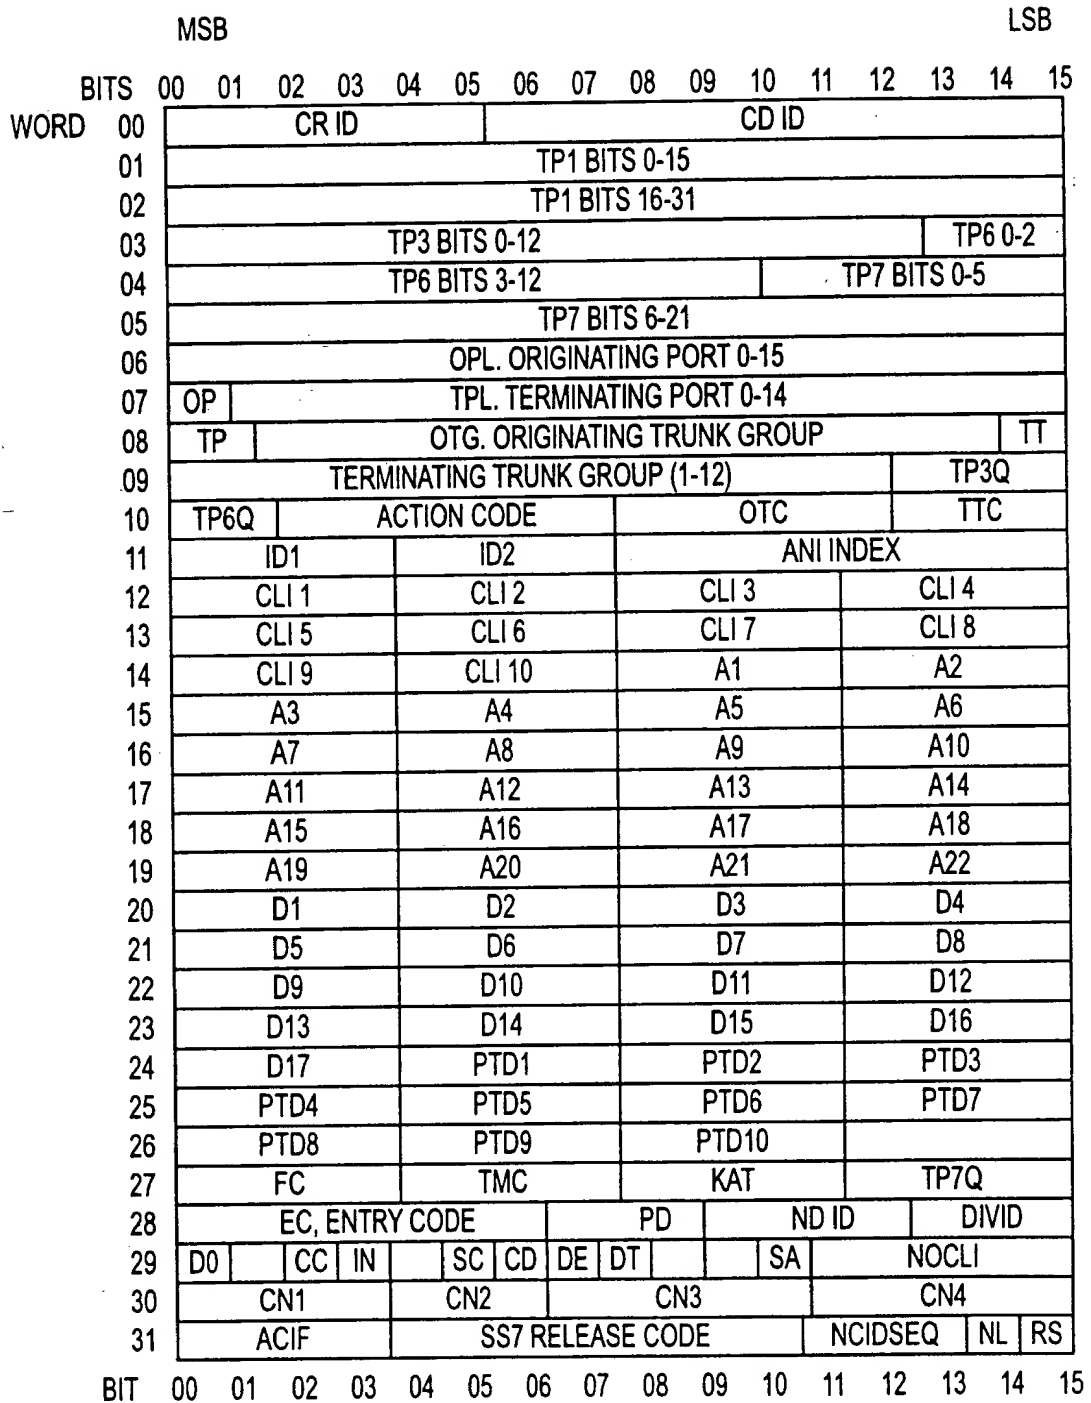 MSB LSB
BITS 00 01 02 03 04 05 06 07 08 09 10 11 12 13 14 15
WORD 00 CR ID CD ID
01 TP1 BITS 0-15
02 TP1 BITS 16-31
03 TP3 BITS 0-12 TP6 0-2
04 TP6 BITS 3-12 TP7 BITS 0-5
05 TP7 BITS 6-21
06 OPL. ORIGINATING PORT 0-15
07 OP TPL. TERMINATING PORT 0-14
08 TP OTG. ORIGINATING TRUNK GROUP TT
09 TERMINATING TRUNK GROUP (1-12) TP3Q
10 TP6Q ACTION CODE OTC TTC
11 ID1 ID2 ANI INDEX
12 CLI 1 CLI 2 CLI 3 CLI 4
13 CLI 5 CLI 6 CLI 7 CLI 8
14 CLI 9 CLI 10 A1 A2
15 A3 A4 A5 A6
16 A7 A8 A9 A10
17 A11 A12 A13 A14
18 A15 A16 A17 A18
19 A19 A20 A21 A22
20 D1 D2 D3 D4
21 D5 D6 D7 D8
22 D9 D10 D11 D12
23 D13 D14 D15 D16
24 D17 PTD1 PTD2 PTD3
25 PTD4 PTD5 PTD6 PTD7
26 PTD8 PTD9 PTD10
27 FC TMC KAT TP7Q
28 EC, ENTRY CODE PD ND ID DIVID
29 D0 CC IN SC CD DE DT SA NOCLI
30 CN1 CN2 CN3 CN4
31 ACIF SS7 RELEASE CODE NCIDSEQ NL RS
BIT 00 01 02 03 04 05 06 07 08 09 10 11 12 13 14 15